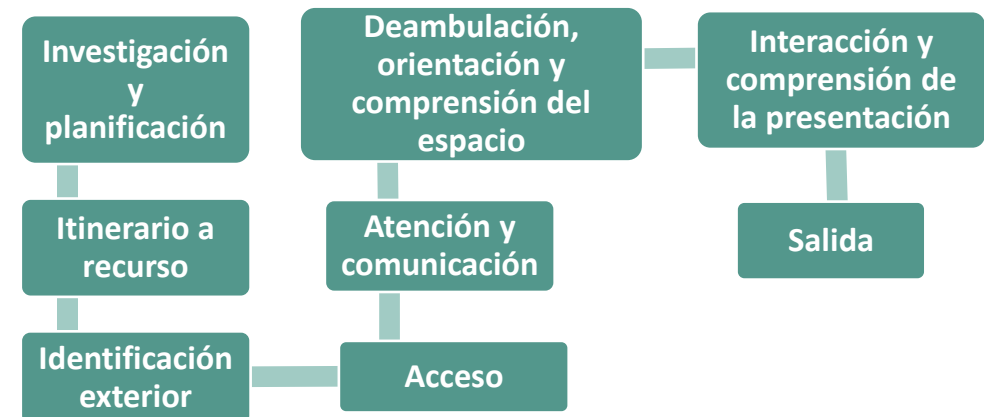 Investigación
y
planificación
Itinerario a
recurso
Identificación
exterior
Acceso
Atención y
comunicación
Deambulación,
orientación y
comprensión del
espacio
Interacción y
comprensión de
la presentación
Salida